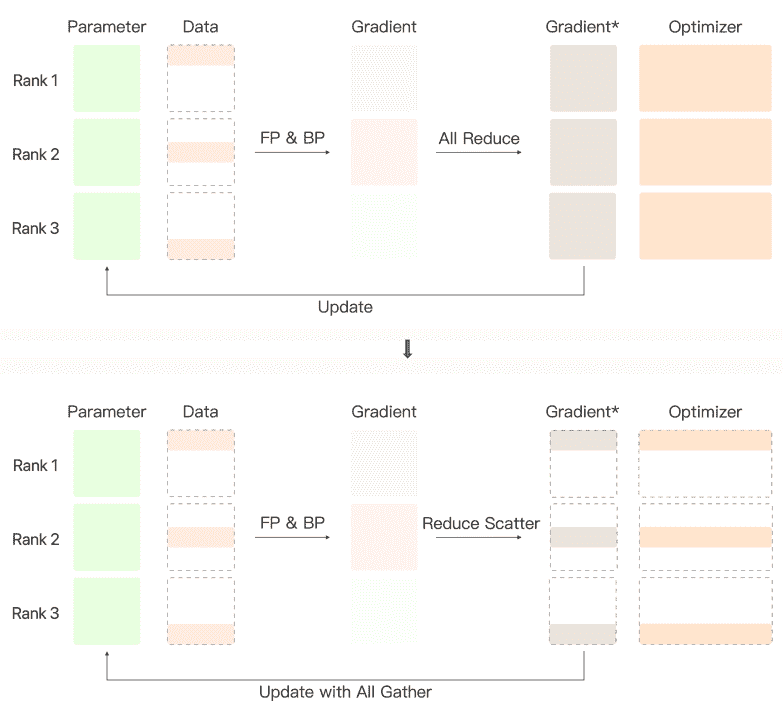 Parameter Data Gradient Gradient* Optimizer
Rank 1
FP & BP All Reduce
Rank 2
Rank 3
Update
Parameter Data Gradient Gradient* Optimizer
Rank 1
FP & BP Reduce Scatter
Rank 2
Rank 3
Update with All Gather